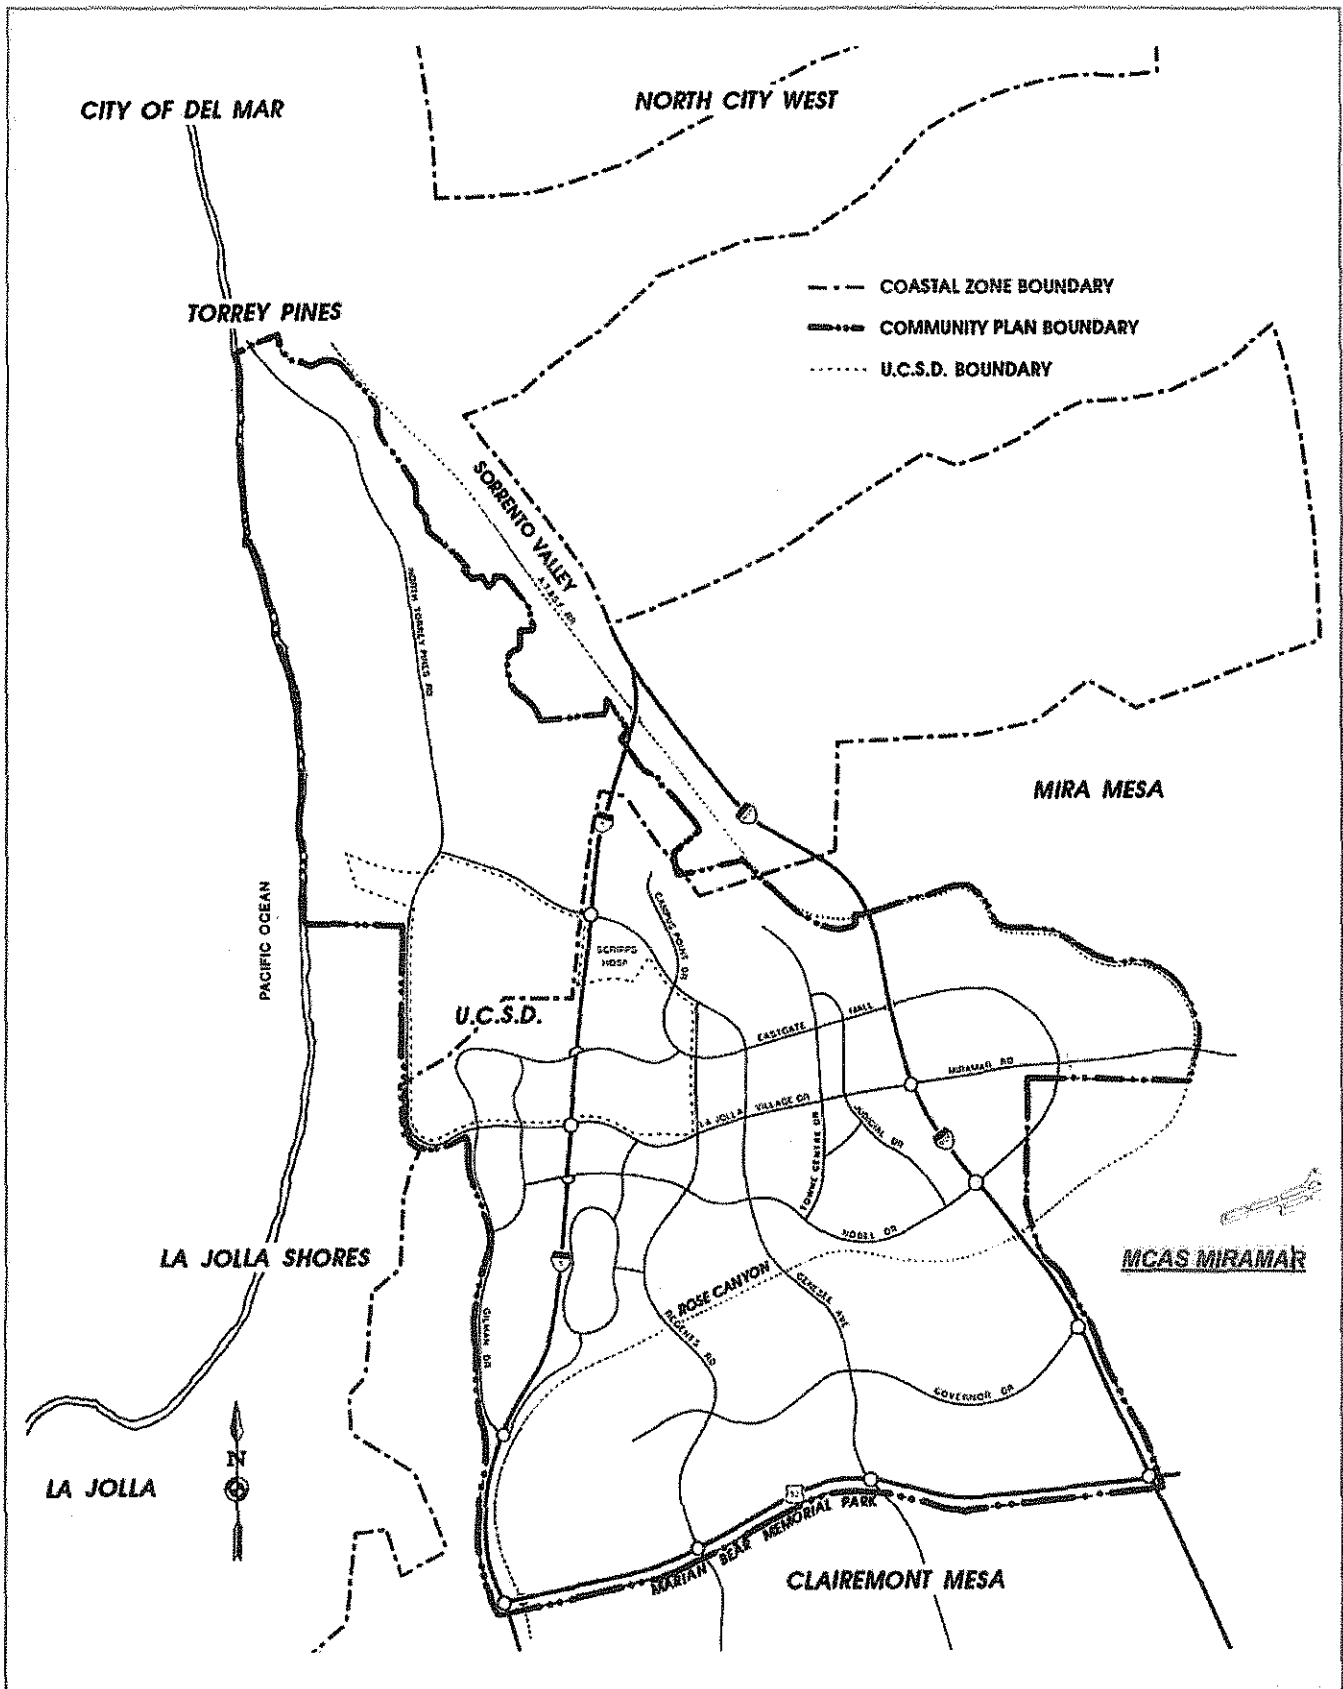 CITY OF DEL MAR
NORTH CITY WEST
COASTAL ZONE BOUNDARY
TORREY PINES
COMMUNITY PLAN BOUNDARY
U.C.S.D. BOUNDARY
SORRENTO VALLEY
NORTH TORREY PINES RD
MIRA MESA
PACIFIC OCEAN
CAMPUS POINT DR
SCRIPPS
HOSP
U.C.S.D.
EASTGATE MALL
MIRAMAR RD
LA JOLLA VILLAGE DR
JUDICIAL DR
TOWNE CENTRE DR
NOBEL DR
LA JOLLA SHORES
MCAS MIRAMAR
ROSE CANYON
GENESEE AVE
GILMAN DR
REGENTS RD
GOVERNOR DR
N
LA JOLLA
52
MARIAN BEAR MEMORIAL PARK
CLAIREMONT MESA